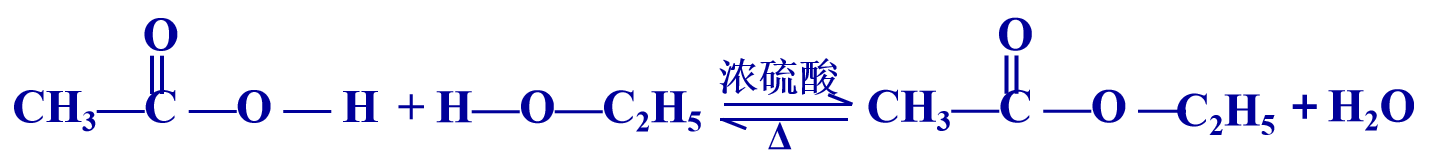 O O
浓硫酸
CH₃—C—O—H + H—O—C₂H₅ ⇌ CH₃—C—O—C₂H₅ + H₂O
Δ